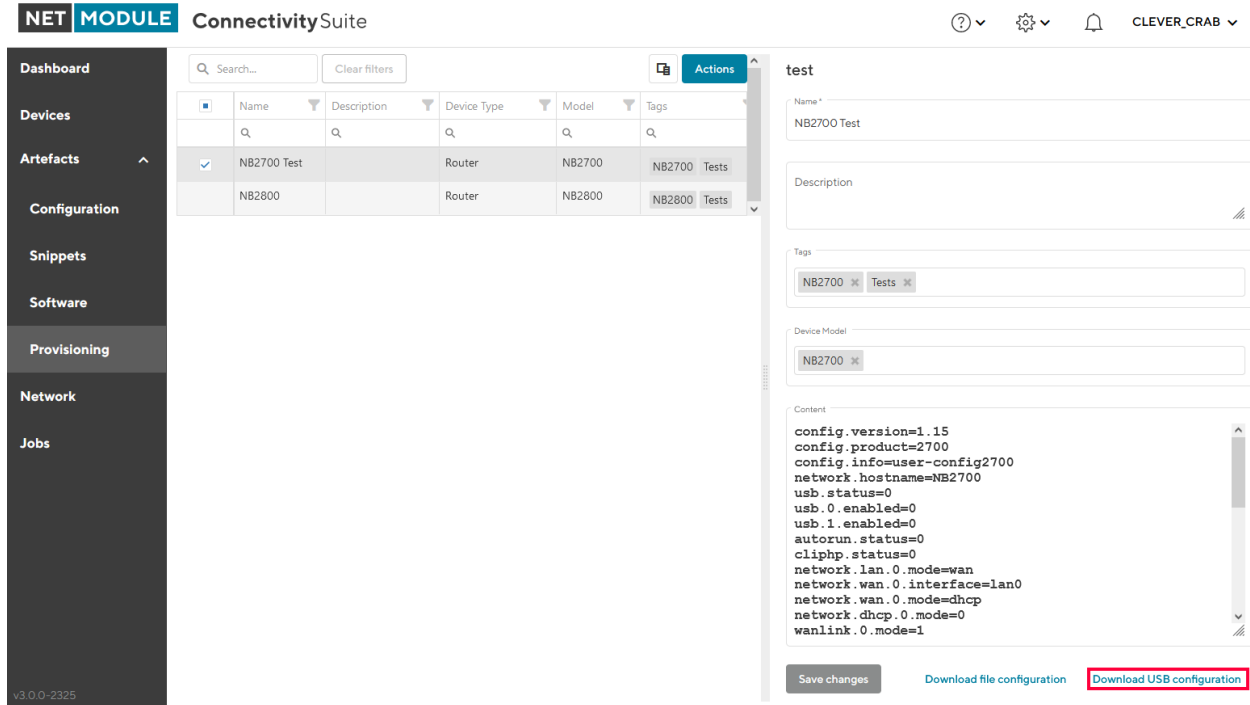 NET MODULE ConnectivitySuite
? CLEVER_CRAB
Dashboard
Devices
Artefacts
Configuration
Snippets
Software
Provisioning
Network
Jobs
v3.0.0-2325
Search... Clear filters Actions
Name Description Device Type Model Tags
NB2700 Test Router NB2700 NB2700 Tests
NB2800 Router NB2800 NB2800 Tests
test
Name*
NB2700 Test
Description
Tags
NB2700 Tests
Device Model
NB2700
Content
config.version=1.15
config.product=2700
config.info=user-config2700
network.hostname=NB2700
usb.status=0
usb.0.enabled=0
usb.1.enabled=0
autorun.status=0
cliphp.status=0
network.lan.0.mode=wan
network.wan.0.interface=lan0
network.wan.0.mode=dhcp
network.dhcp.0.mode=0
wanlink.0.mode=1
Save changes Download file configuration Download USB configuration